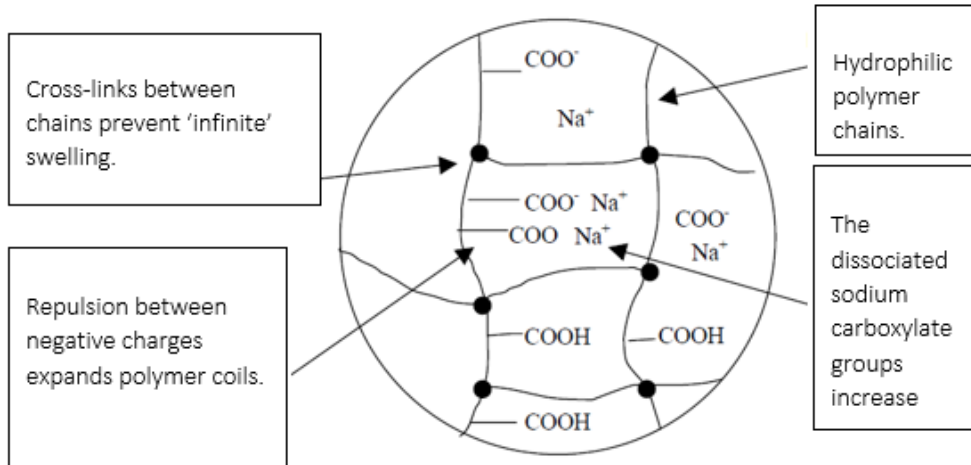 Cross-links between
chains prevent ‘infinite’
swelling.
Repulsion between
negative charges
expands polymer coils.
COO⁻
Na⁺
COO⁻ Na⁺
COO Na⁺
COO⁻
Na⁺
COOH
COOH
COOH
Hydrophilic
polymer
chains.
The
dissociated
sodium
carboxylate
groups
increase